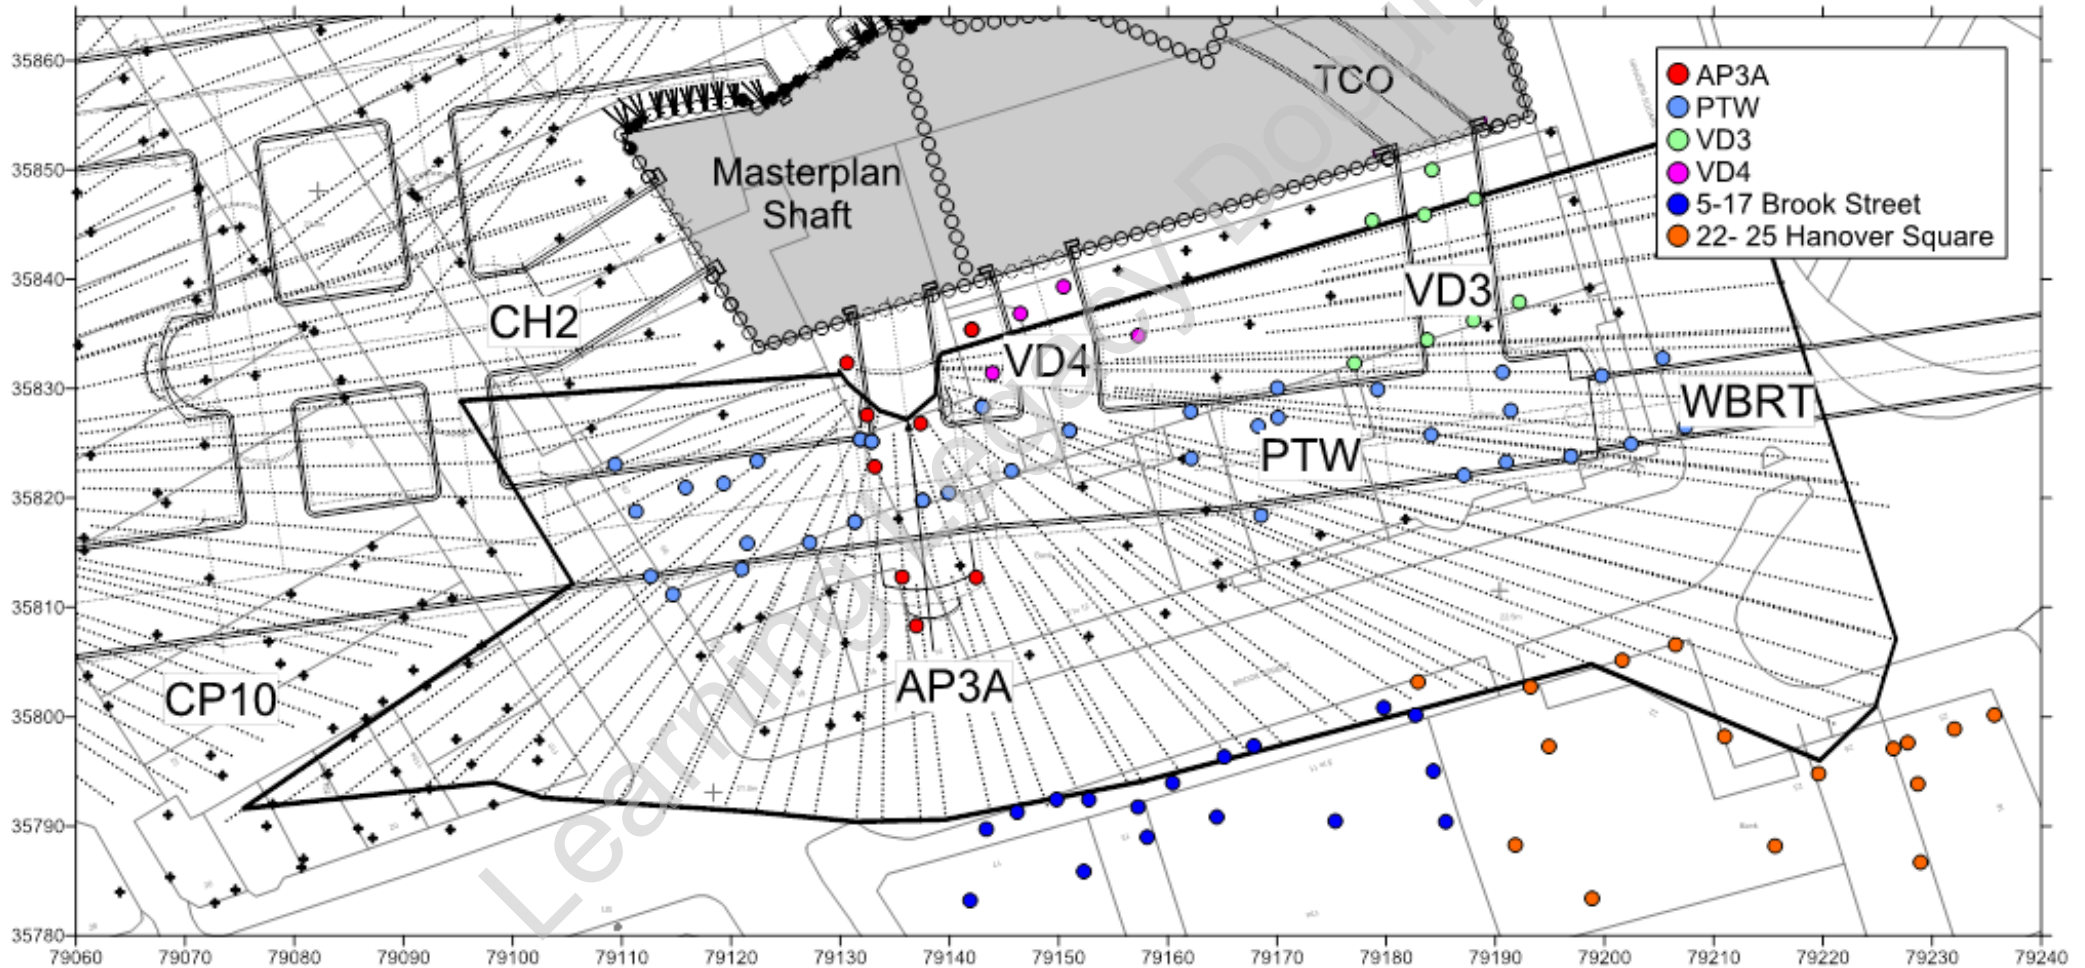 35860
35850
35840
35830
35820
35810
35800
35790
35780
79060 79070 79080 79090 79100 79110 79120 79130 79140 79150 79160 79170 79180 79190 79200 79210 79220 79230 79240
TCO
Masterplan
Shaft
CH2
VD3
VD4
WBRT
PTW
CP10
AP3A
AP3A
PTW
VD3
VD4
5-17 Brook Street
22- 25 Hanover Square
Learning Legacy Document